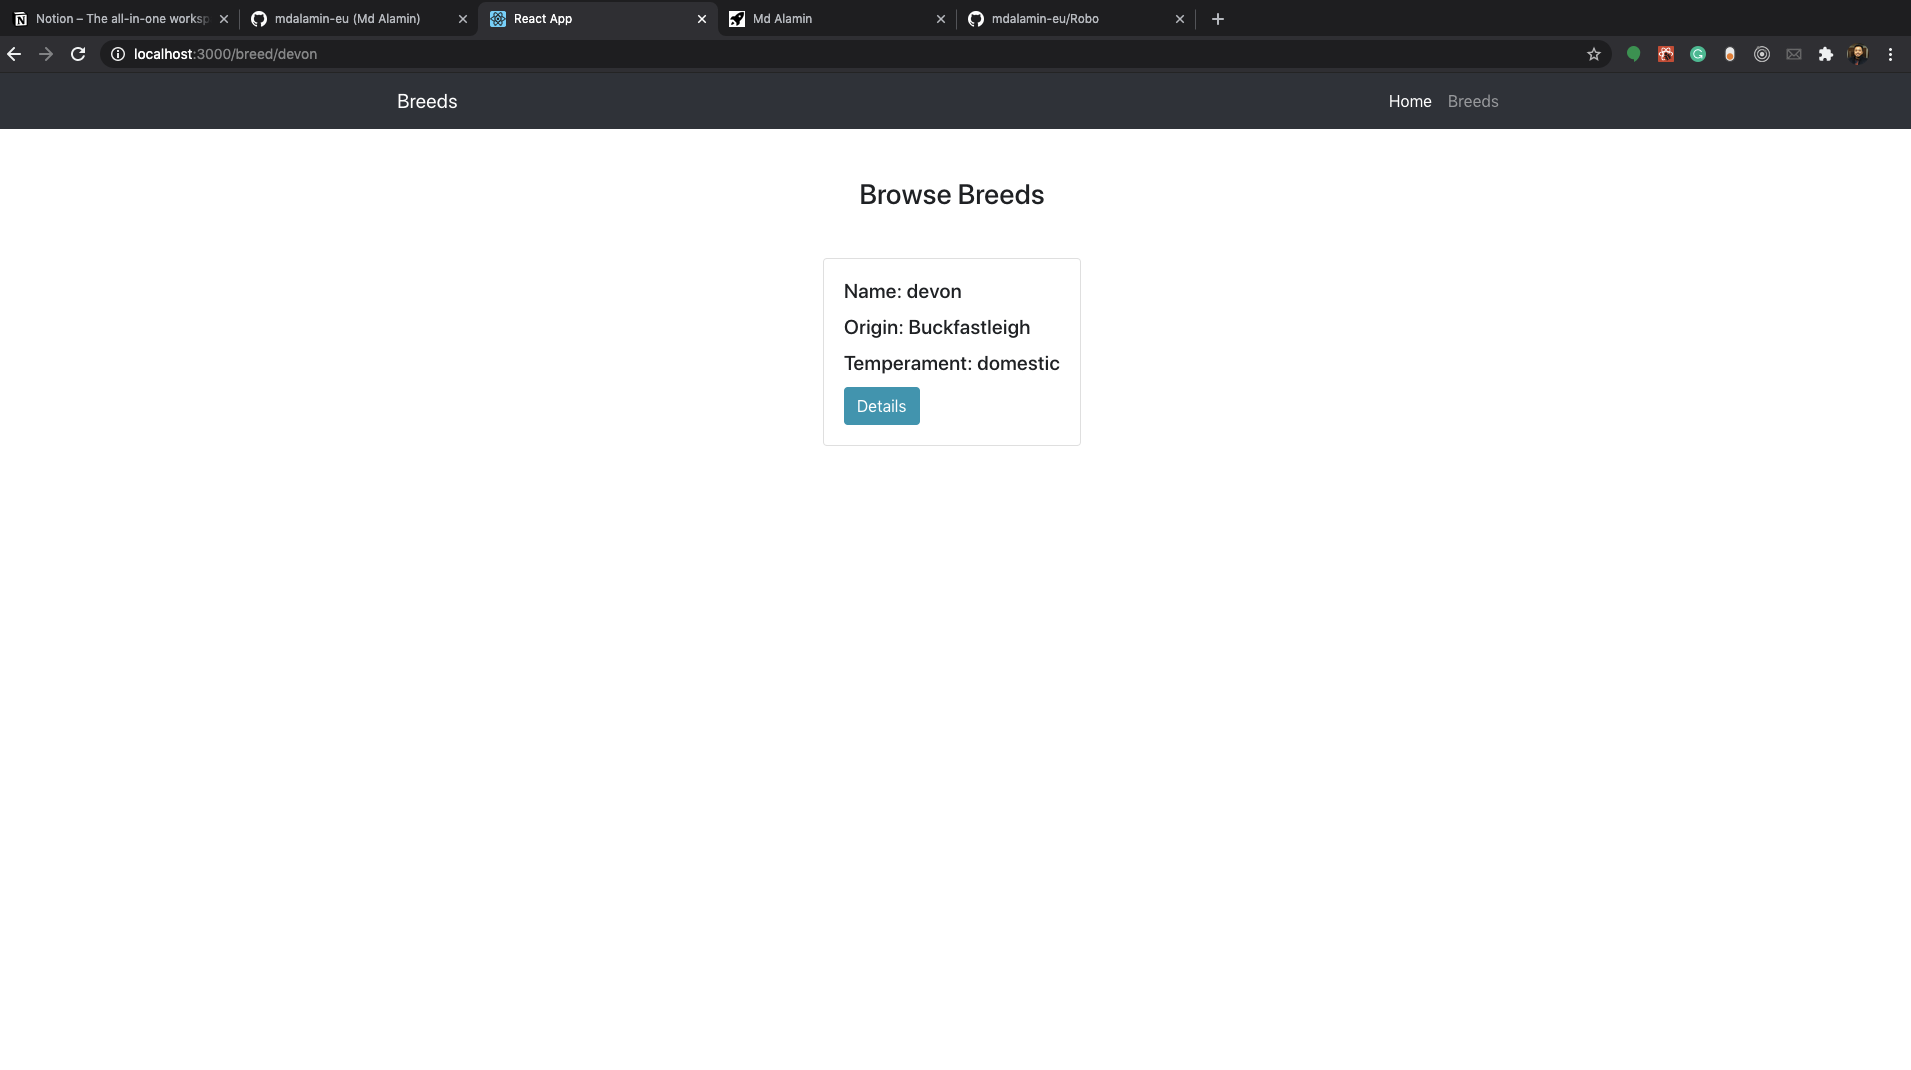 Notion – The all-in-one worksp
mdalamin-eu (Md Alamin)
React App
Md Alamin
mdalamin-eu/Robo
localhost:3000/breed/devon
Breeds
Home
Breeds
Browse Breeds
Name: devon
Origin: Buckfastleigh
Temperament: domestic
Details